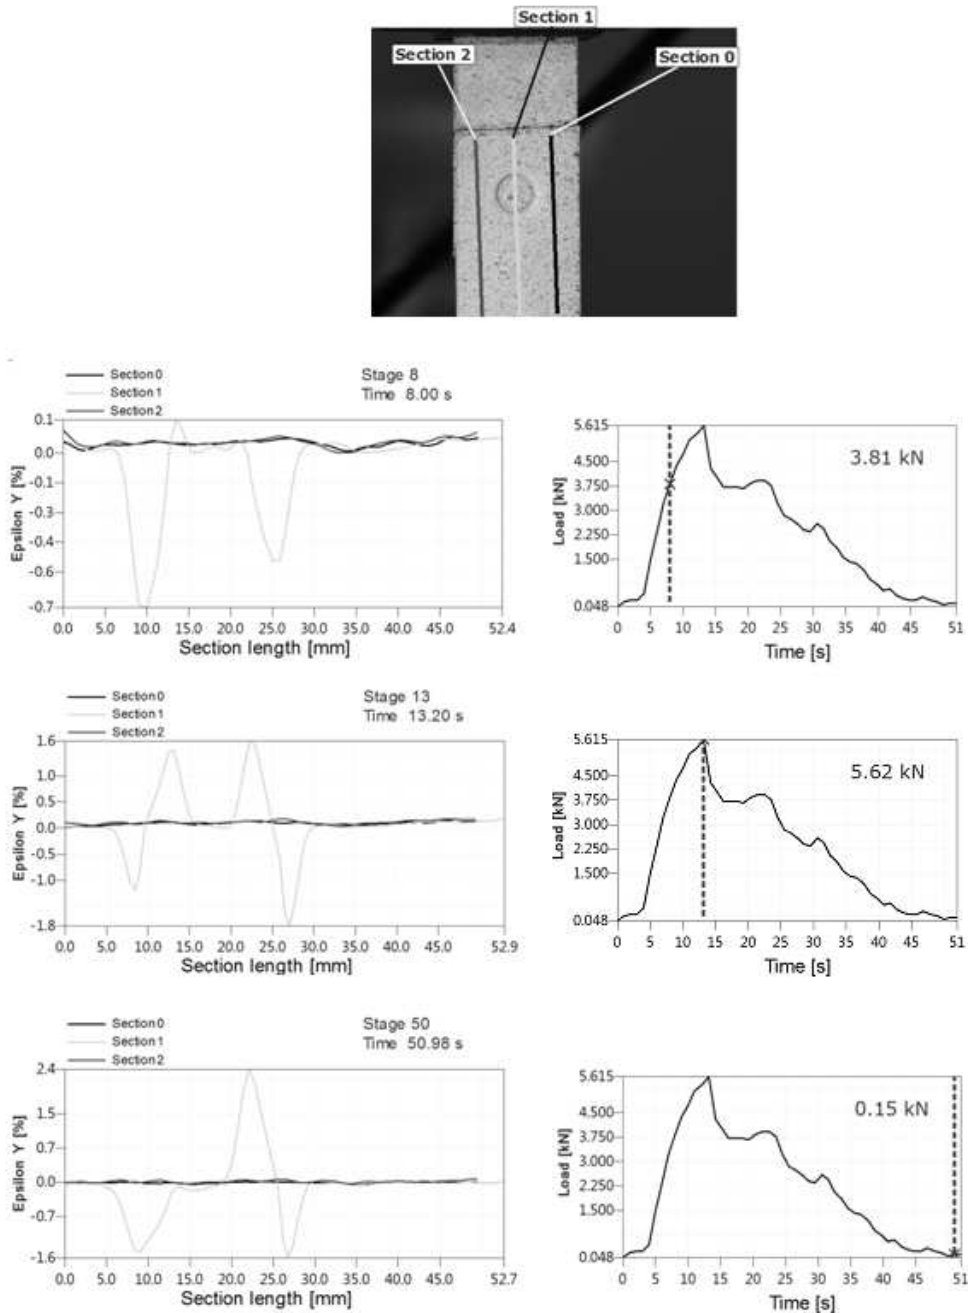 Section 1
Section 2
Section 0
Section 0
Section 1
Section 2
Stage 8
Time 8.00 s
Epsilon Y [%]
0.1
0.0
-0.1
-0.3
-0.4
-0.6
-0.7
0.0 5.0 10.0 15.0 20.0 25.0 30.0 35.0 40.0 45.0 52.4
Section length [mm]
3.81 kN
Load [kN]
5.615
4.500
3.750
3.000
2.250
1.500
0.048
0 5 10 15 20 25 30 35 40 45 51
Time [s]
Section 0
Section 1
Section 2
Stage 13
Time 13.20 s
Epsilon Y [%]
1.6
1.0
0.5
0.0
-0.5
-1.0
-1.8
0.0 5.0 10.0 15.0 20.0 25.0 30.0 35.0 40.0 45.0 52.9
Section length [mm]
5.62 kN
Load [kN]
5.615
4.500
3.750
3.000
2.250
1.500
0.048
0 5 10 15 20 25 30 35 40 45 51
Time [s]
Section 0
Section 1
Section 2
Stage 50
Time 50.98 s
Epsilon Y [%]
2.4
1.5
0.7
0.0
-0.7
-1.6
0.0 5.0 10.0 15.0 20.0 25.0 30.0 35.0 40.0 45.0 52.7
Section length [mm]
0.15 kN
Load [kN]
5.615
4.500
3.750
3.000
2.250
1.500
0.048
0 5 10 15 20 25 30 35 40 45 51
Time [s]